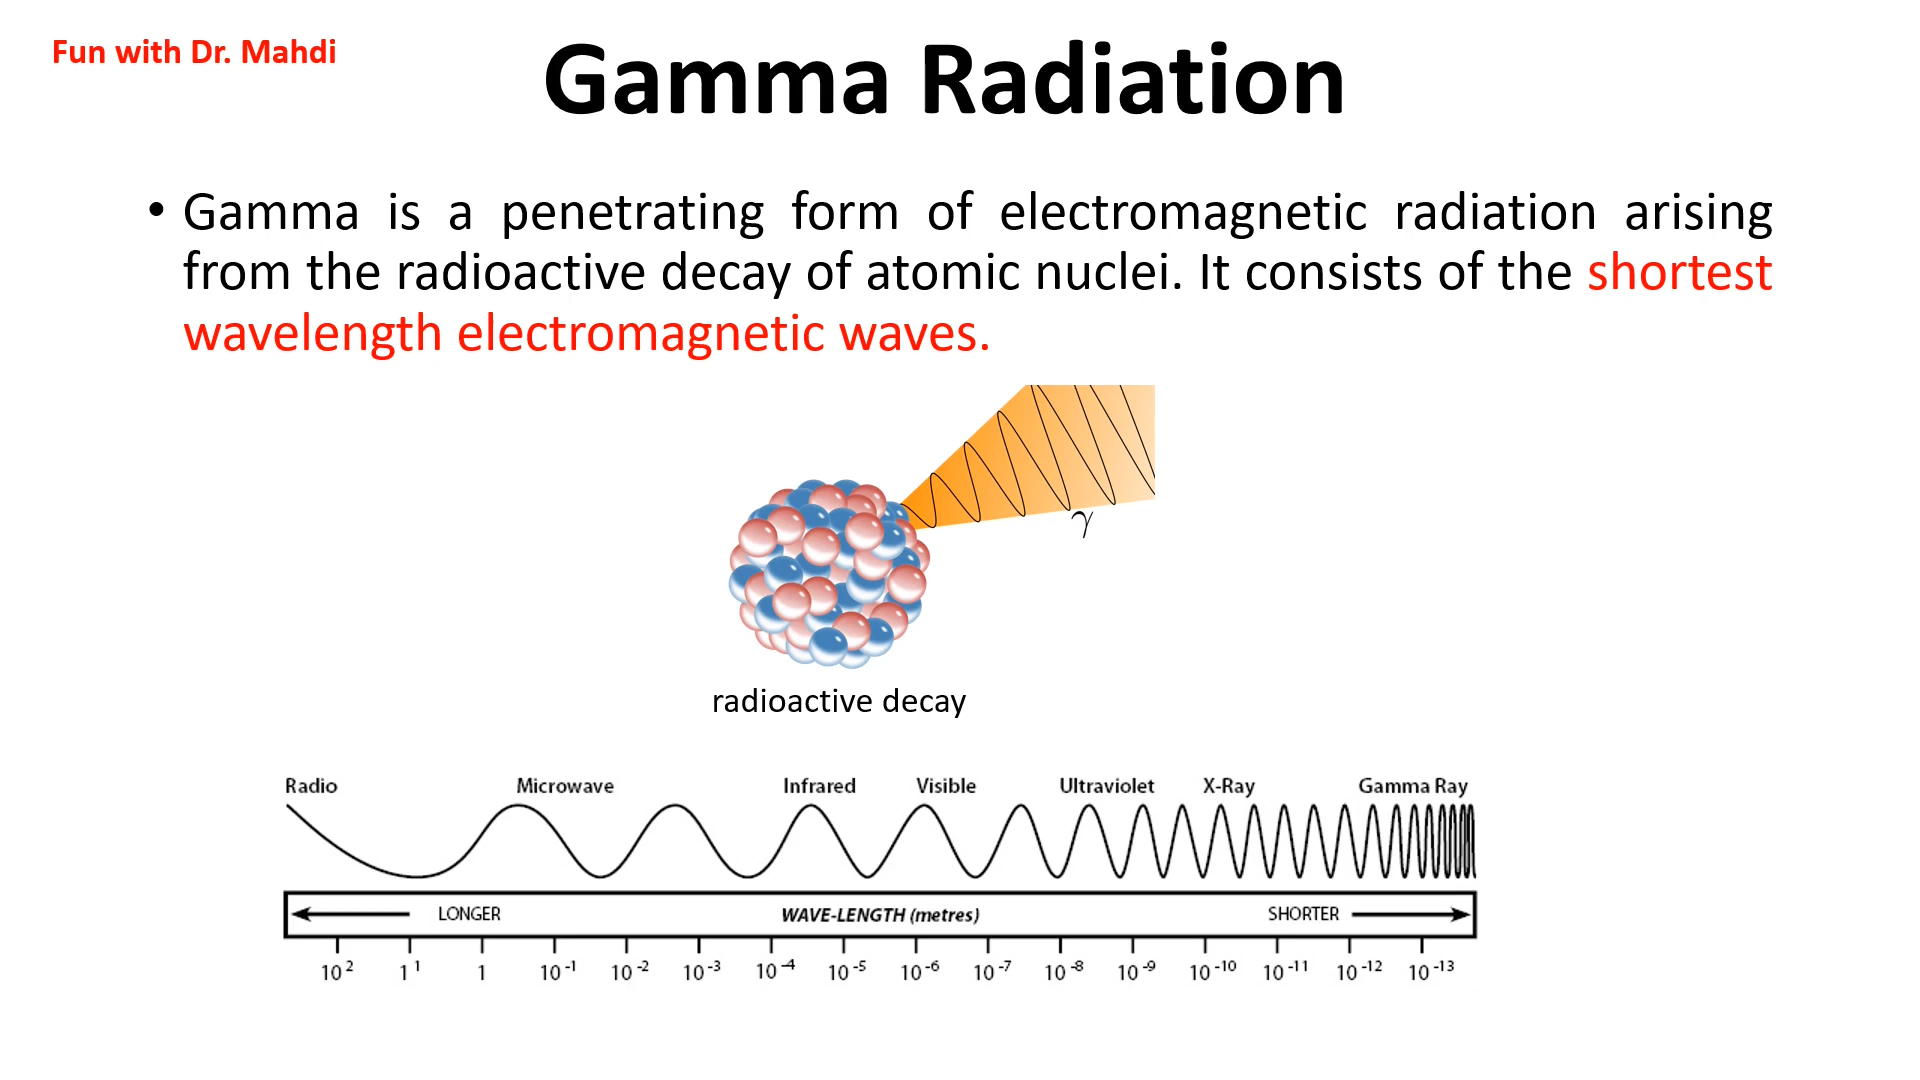 Fun with Dr. Mahdi
Gamma Radiation
• Gamma is a penetrating form of electromagnetic radiation arising
from the radioactive decay of atomic nuclei. It consists of the shortest
wavelength electromagnetic waves.
γ
radioactive decay
Radio Microwave Infrared Visible Ultraviolet X-Ray Gamma Ray
LONGER WAVE-LENGTH (metres) SHORTER
10² 1¹ 1 10⁻¹ 10⁻² 10⁻³ 10⁻⁴ 10⁻⁵ 10⁻⁶ 10⁻⁷ 10⁻⁸ 10⁻⁹ 10⁻¹⁰ 10⁻¹¹ 10⁻¹² 10⁻¹³